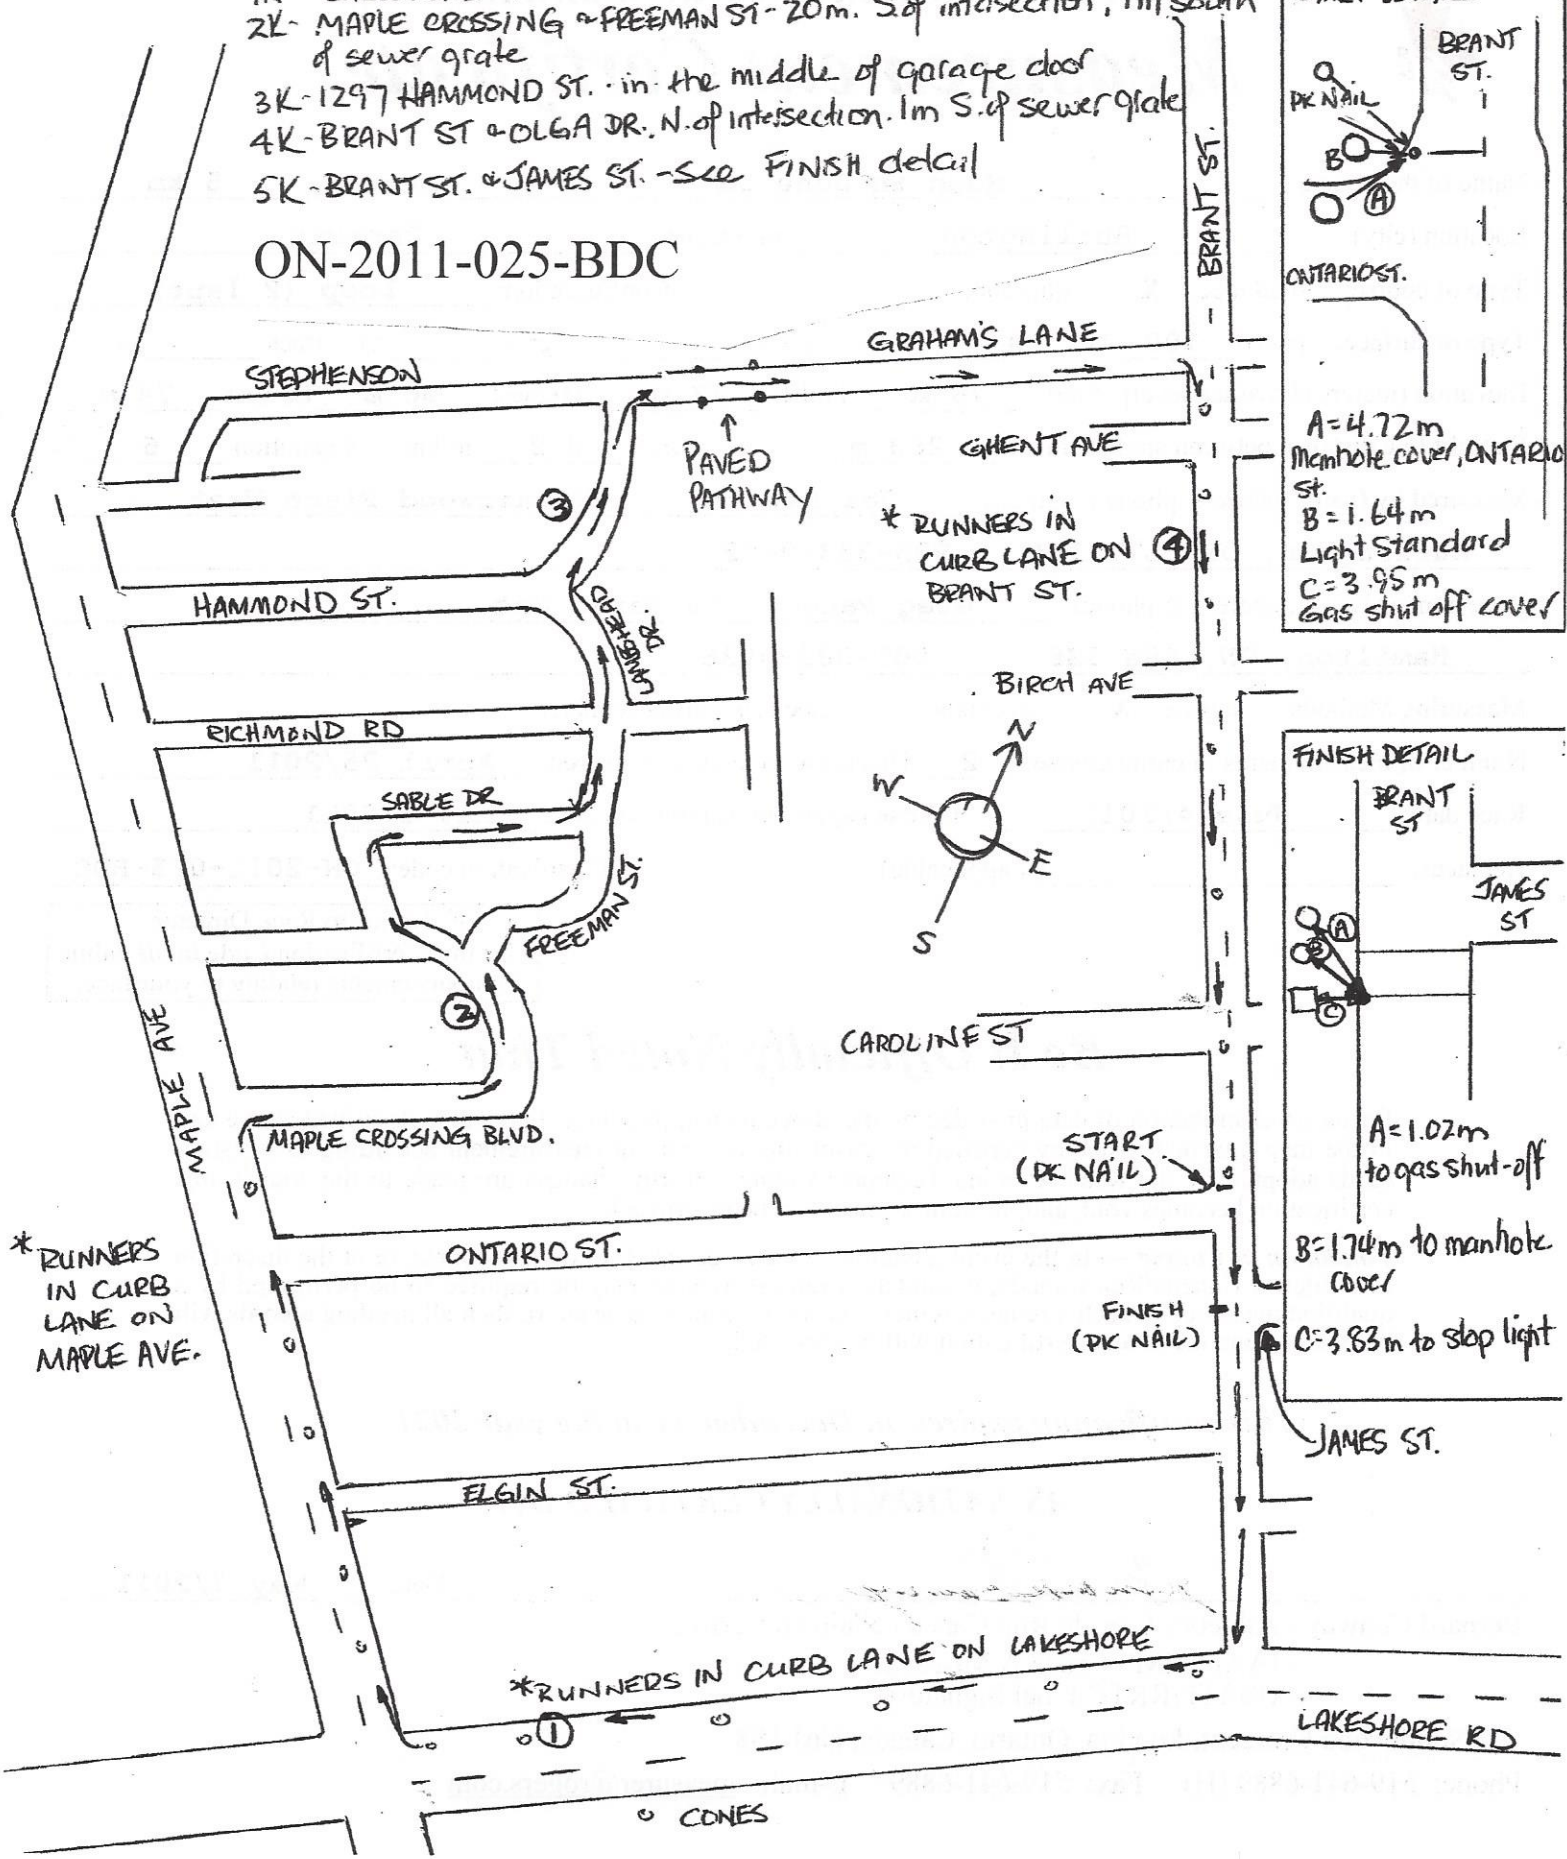 2K- MAPLE CROSSING & FREEMAN ST-20m. S.of intersection, 1m SOUTH
of sewer grate
3K-1297 HAMMOND ST. in the middle of garage door
4K-BRANT ST & OLGA DR. N. of intersection. 1m S. of sewer grate
5K-BRANT ST. & JAMES ST. - see FINISH detail
ON-2011-025-BDC
BRANT
ST.
PK NAIL
B
A
ONTARIO ST.
A=4.72m
Manhole cover, ONTARIO
St.
B=1.64m
Light Standard
C=3.95m
Gas shut off cover
BRANT ST.
GRAHAM'S LANE
STEPHENSON
PAVED
PATHWAY
GHENT AVE
3
* RUNNERS IN
CURB LANE ON
BRANT ST.
4
HAMMOND ST.
LANDSHEAD
DR.
BIRCH AVE
RICHMOND RD
SABLE DR
FREEMAN ST.
N
W
E
S
FINISH DETAIL
BRANT
ST
JAMES
ST
A
B
C
A=1.02m
to gas shut-off
B=1.74m to manhole
cover
C=3.83m to stop light
2
CAROLINE ST
MAPLE AVE
MAPLE CROSSING BLVD.
START
(PK NAIL)
* RUNNERS
IN CURB
LANE ON
MAPLE AVE.
ONTARIO ST.
FINISH
(PK NAIL)
JAMES ST.
ELGIN ST.
*RUNNERS IN CURB LANE ON LAKESHORE
1
LAKESHORE RD
CONES